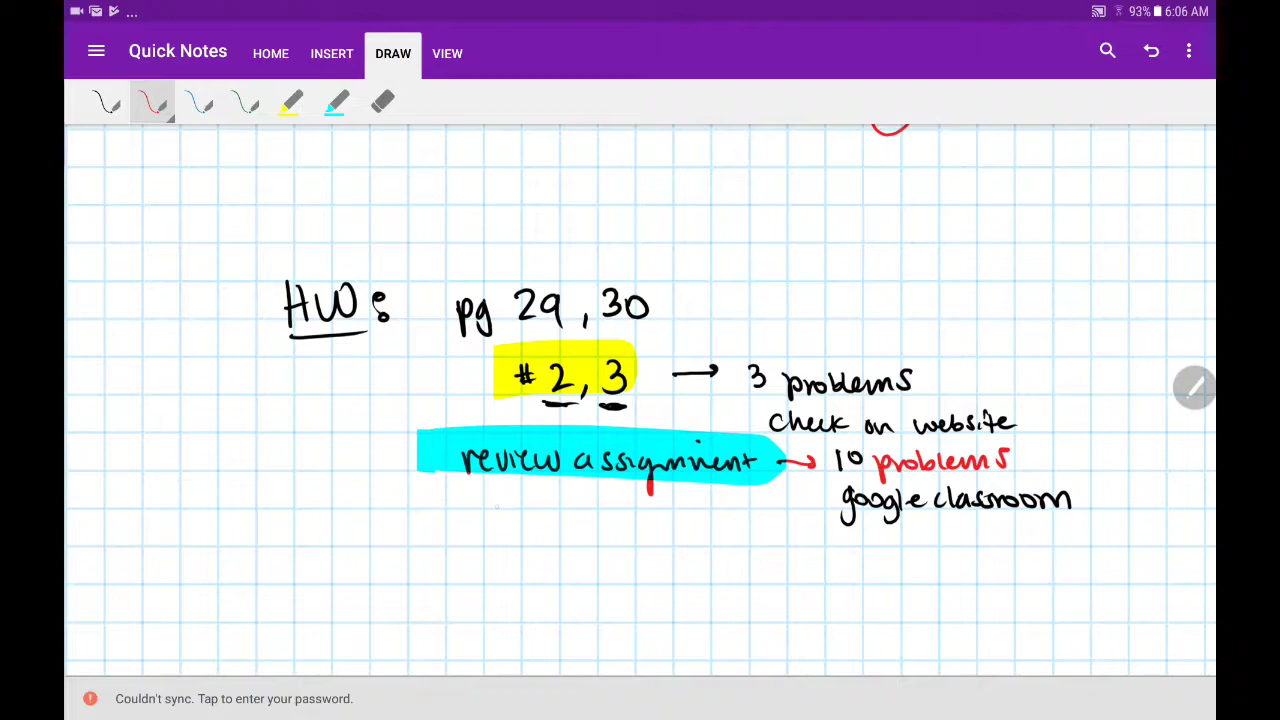 ... 93% 6:06 AM
Quick Notes HOME INSERT DRAW VIEW
HW: pg 29, 30
# 2, 3 → 3 problems
check on website
review assignment → 10 problems
google classroom
Couldn't sync. Tap to enter your password.